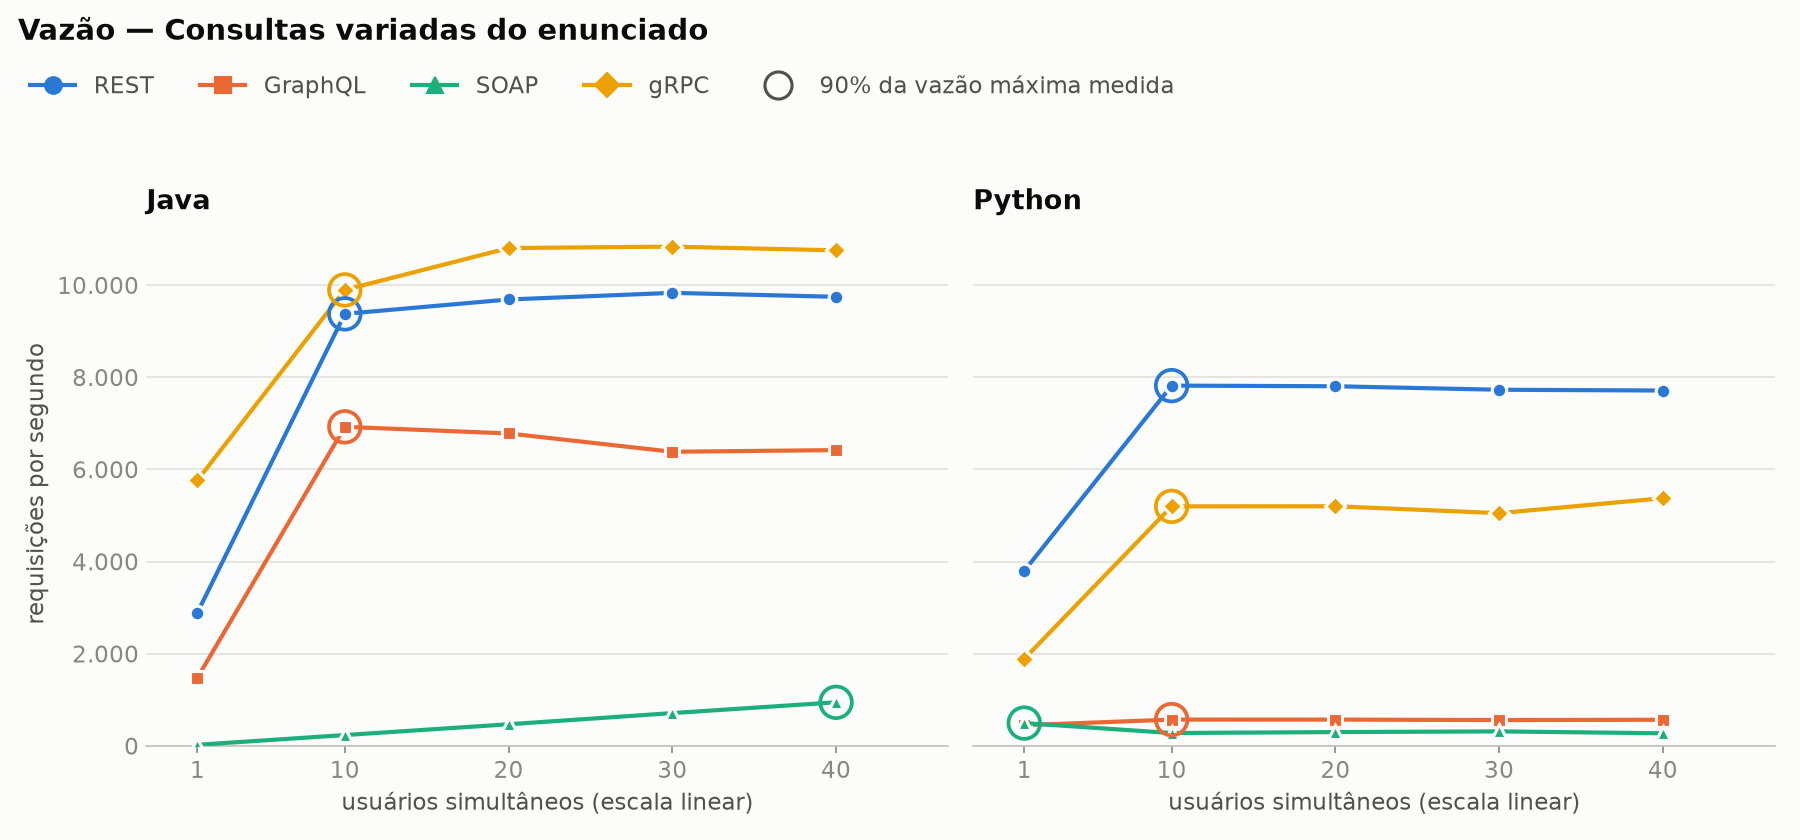 Vazão — Consultas variadas do enunciado
REST GraphQL SOAP gRPC 90% da vazão máxima medida
Java
Python
requisições por segundo
10.000
8.000
6.000
4.000
2.000
0
1 10 20 30 40
1 10 20 30 40
usuários simultâneos (escala linear)
usuários simultâneos (escala linear)